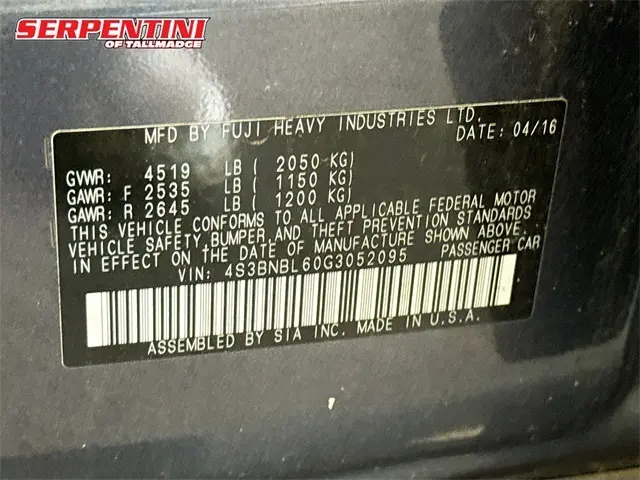 SERPENTINI
OF TALLMADGE
MFD BY FUJI HEAVY INDUSTRIES LTD.
DATE: 04/16
GVWR: 4519 LB ( 2050 KG)
GAWR: F 2535 LB ( 1150 KG)
GAWR: R 2645 LB ( 1200 KG)
THIS VEHICLE CONFORMS TO ALL APPLICABLE FEDERAL MOTOR
VEHICLE SAFETY,BUMPER,AND THEFT PREVENTION STANDARDS
IN EFFECT ON THE DATE OF MANUFACTURE SHOWN ABOVE.
VIN: 4S3BNBL60G3052095 PASSENGER CAR
ASSEMBLED BY SIA INC. MADE IN U.S.A.